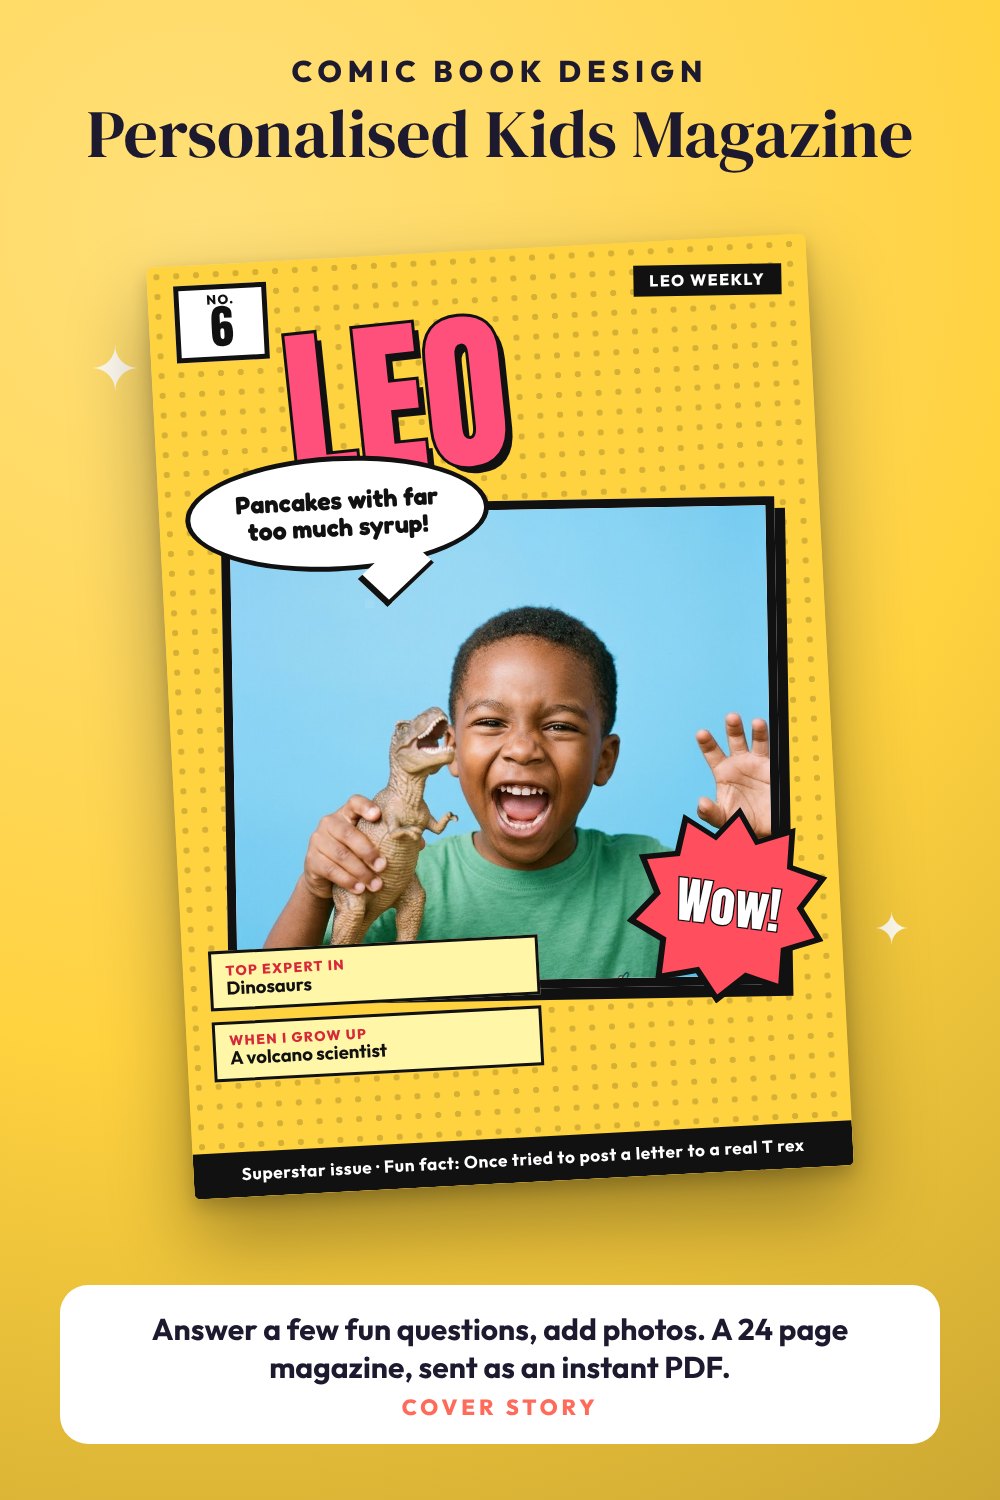 COMIC BOOK DESIGN
Personalised Kids Magazine
NO.
6
LEO WEEKLY
LEO
Pancakes with far
too much syrup!
Wow!
TOP EXPERT IN
Dinosaurs
WHEN I GROW UP
A volcano scientist
Superstar issue · Fun fact: Once tried to post a letter to a real T rex
Answer a few fun questions, add photos. A 24 page
magazine, sent as an instant PDF.
COVER STORY